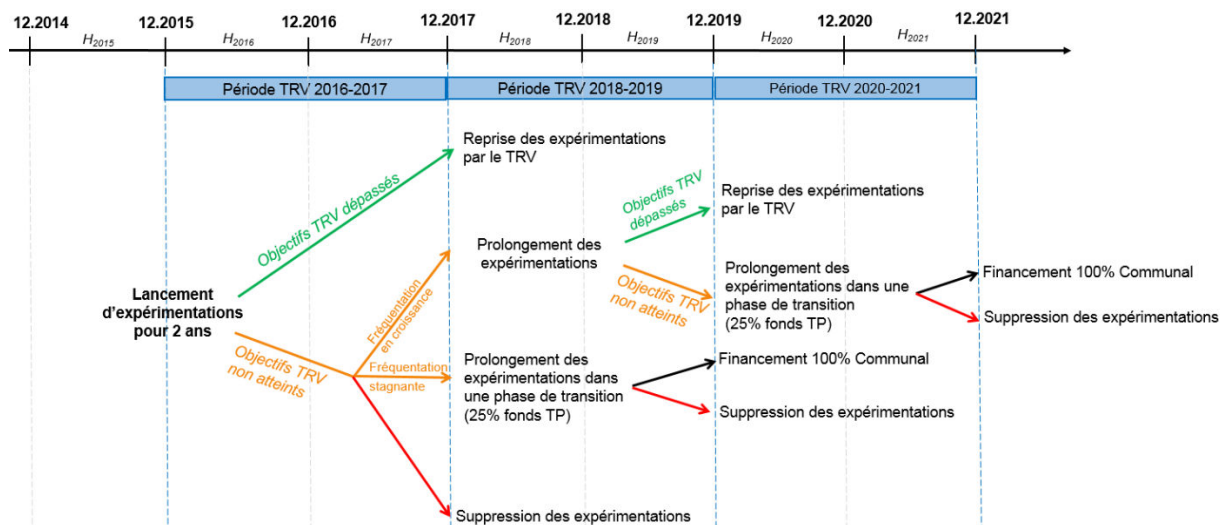 12.2014
12.2015
12.2016
12.2017
12.2018
12.2019
12.2020
12.2021
H2015
H2016
H2017
H2018
H2019
H2020
H2021
Période TRV 2016-2017
Période TRV 2018-2019
Période TRV 2020-2021
Reprise des expérimentations
par le TRV
Objectifs TRV dépassés
Objectifs TRV
dépassés
Reprise des expérimentations
par le TRV
Prolongement des
expérimentations
Lancement
d'expérimentations
pour 2 ans
Fréquentation
en croissance
Objectifs TRV
non atteints
Prolongement des
expérimentations dans une
phase de transition
(25% fonds TP)
Financement 100% Communal
Suppression des expérimentations
Objectifs TRV
non atteints
Fréquentation
stagnante
Prolongement des
expérimentations dans
une phase de transition
(25% fonds TP)
Financement 100% Communal
Suppression des expérimentations
Suppression des expérimentations